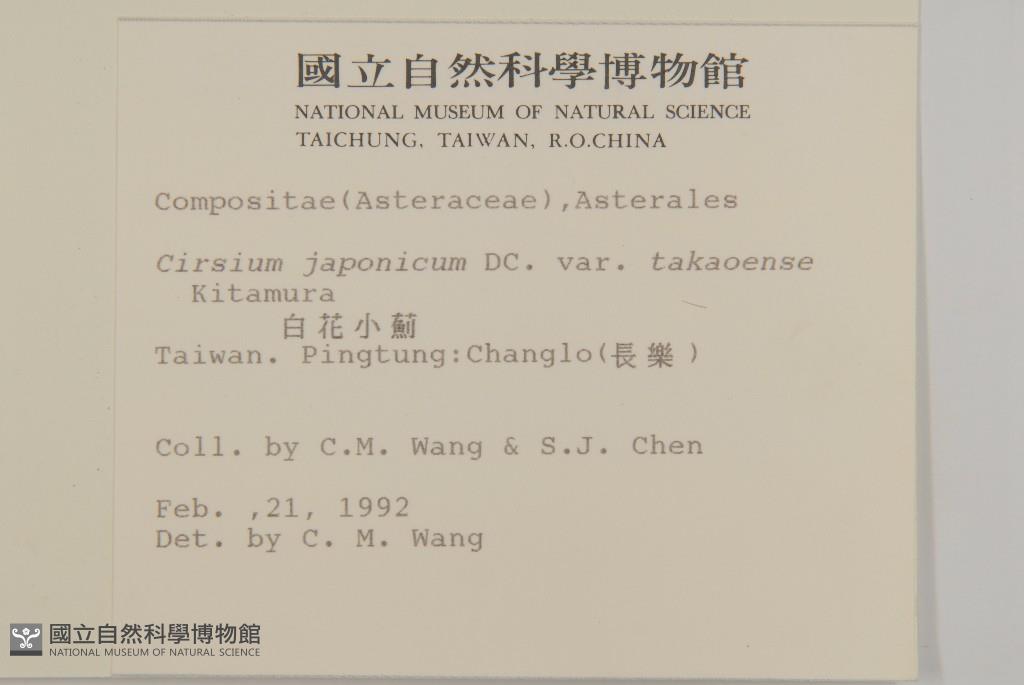 國立自然科學博物館
NATIONAL MUSEUM OF NATURAL SCIENCE
TAICHUNG, TAIWAN, R.O.CHINA
Compositae(Asteraceae),Asterales
Cirsium japonicum DC. var. takaoense
Kitamura
白花小薊
Taiwan. Pingtung:Changlo(長樂)
Coll. by C.M. Wang & S.J. Chen
Feb. ,21, 1992
Det. by C. M. Wang
國立自然科學博物館
NATIONAL MUSEUM OF NATURAL SCIENCE